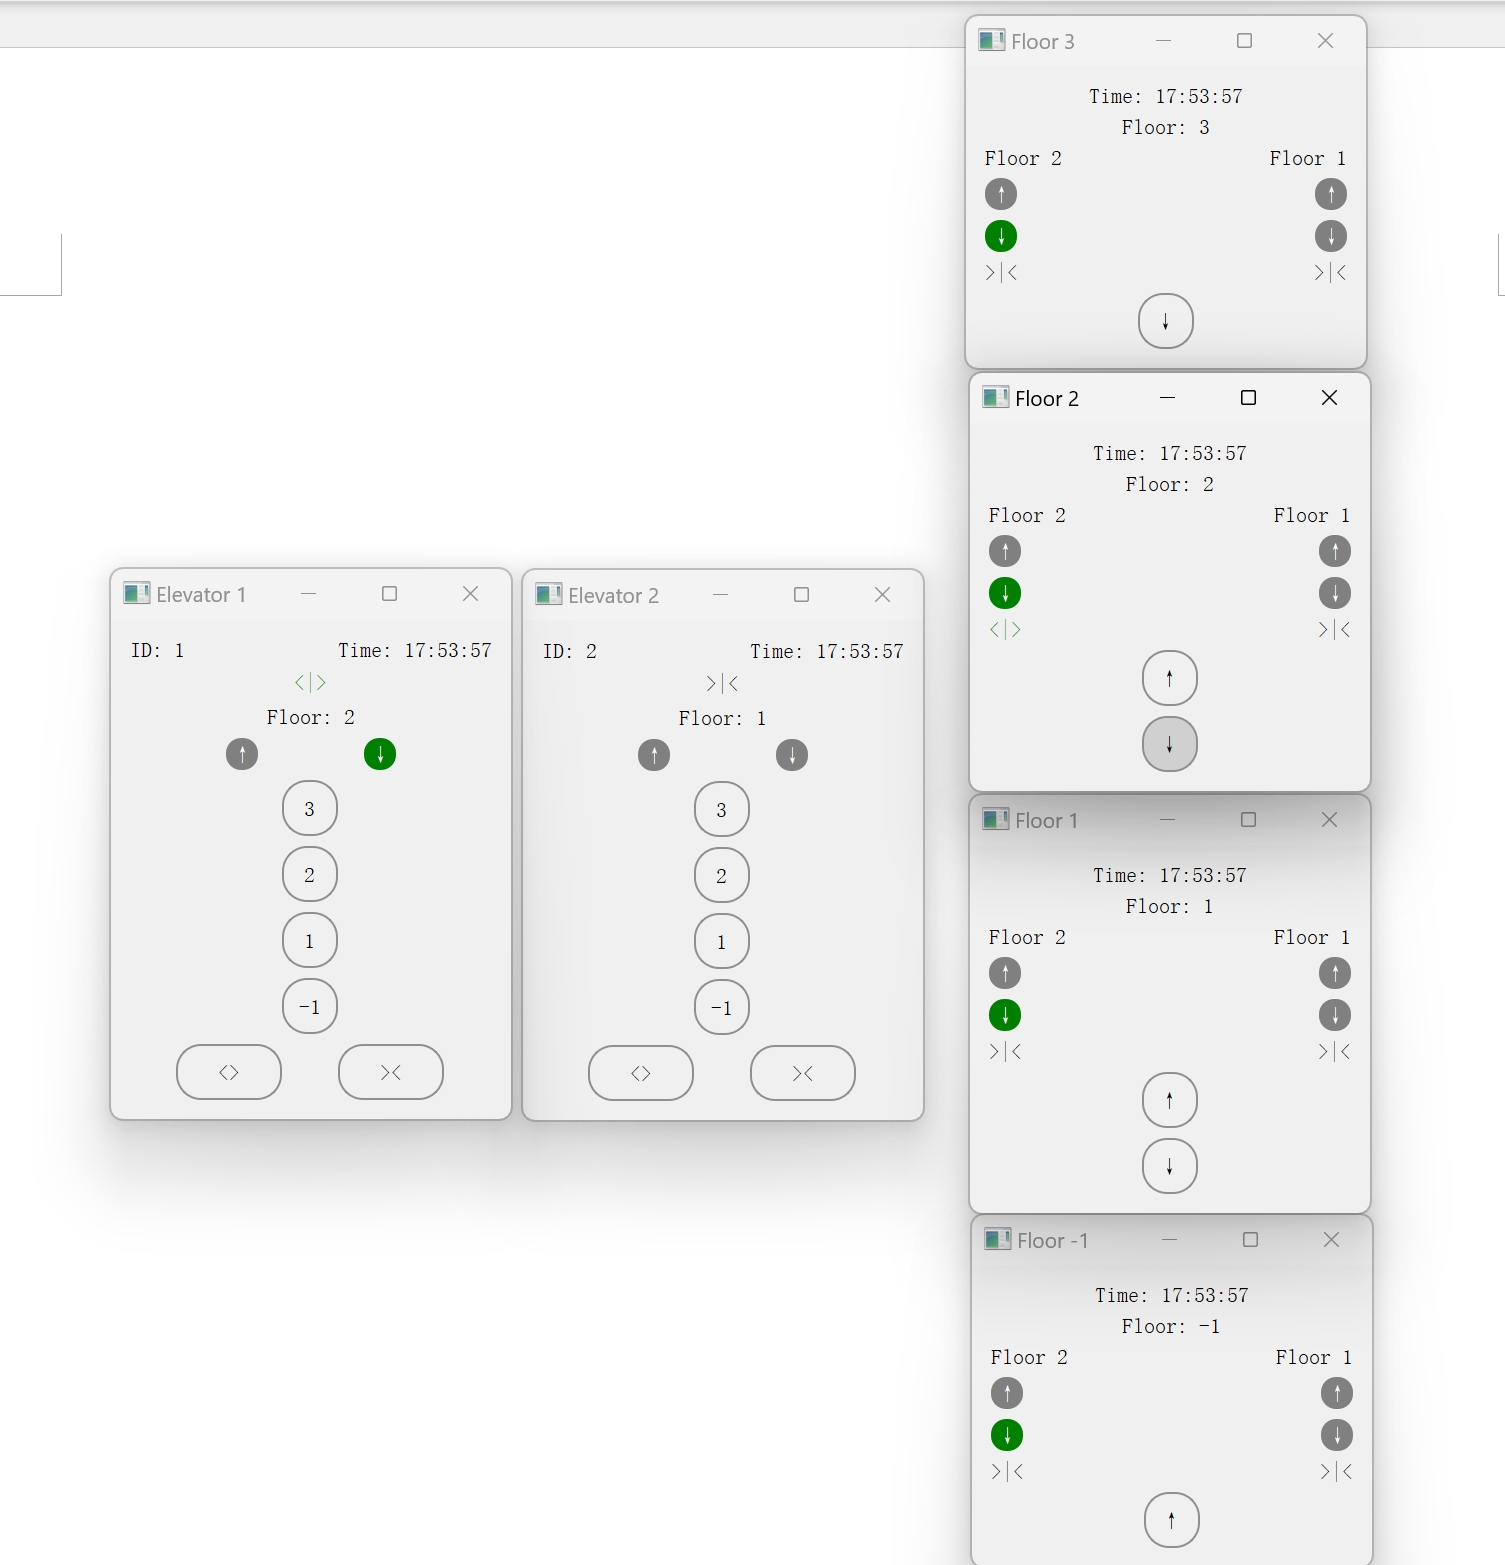 Elevator 1
ID: 1 Time: 17:53:57
<|>
Floor: 2
↑ ↓
3
2
1
-1
<> ><
Elevator 2
ID: 2 Time: 17:53:57
>|<
Floor: 1
↑ ↓
3
2
1
-1
<> ><
Floor 3
Time: 17:53:57
Floor: 3
Floor 2 Floor 1
↑ ↑
↓ ↓
>|< >|<
↓
Floor 2
Time: 17:53:57
Floor: 2
Floor 2 Floor 1
↑ ↑
↓ ↓
<|> >|<
↑
↓
Floor 1
Time: 17:53:57
Floor: 1
Floor 2 Floor 1
↑ ↑
↓ ↓
>|< >|<
↑
↓
Floor -1
Time: 17:53:57
Floor: -1
Floor 2 Floor 1
↑ ↑
↓ ↓
>|< >|<
↑